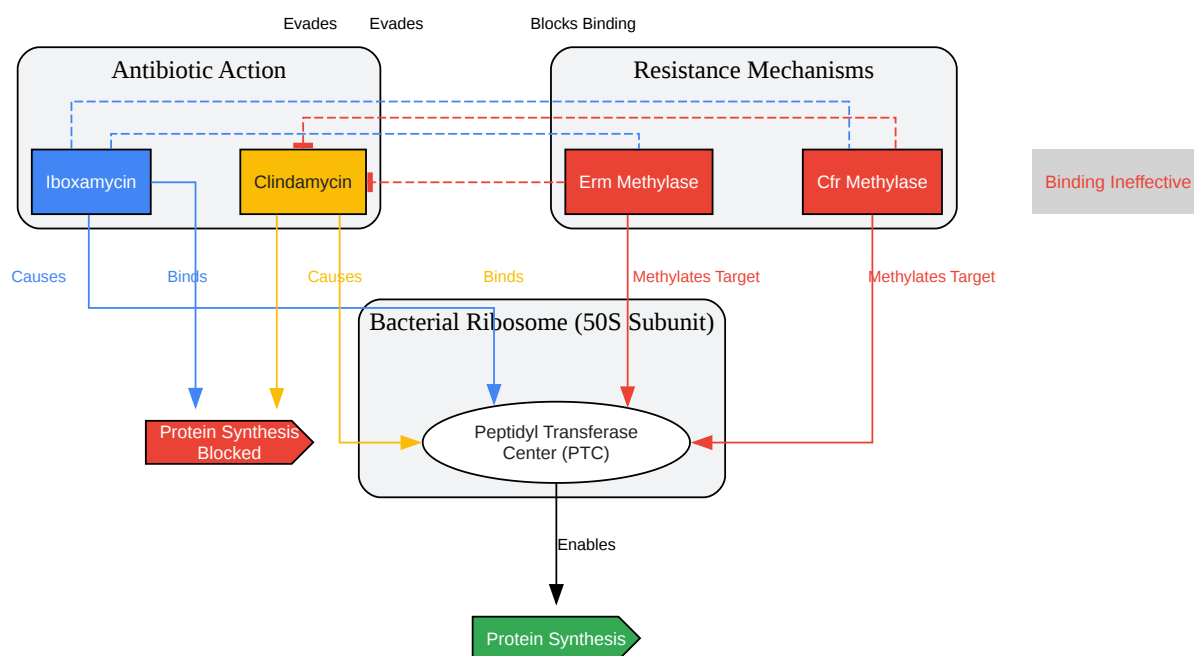 Evades
Evades
Blocks Binding
Antibiotic Action
Resistance Mechanisms
Iboxamycin
Clindamycin
Erm Methylase
Cfr Methylase
Binding Ineffective
Causes
Binds
Causes
Binds
Methylates Target
Methylates Target
Bacterial Ribosome (50S Subunit)
Protein Synthesis
Blocked
Peptidyl Transferase
Center (PTC)
Enables
Protein Synthesis